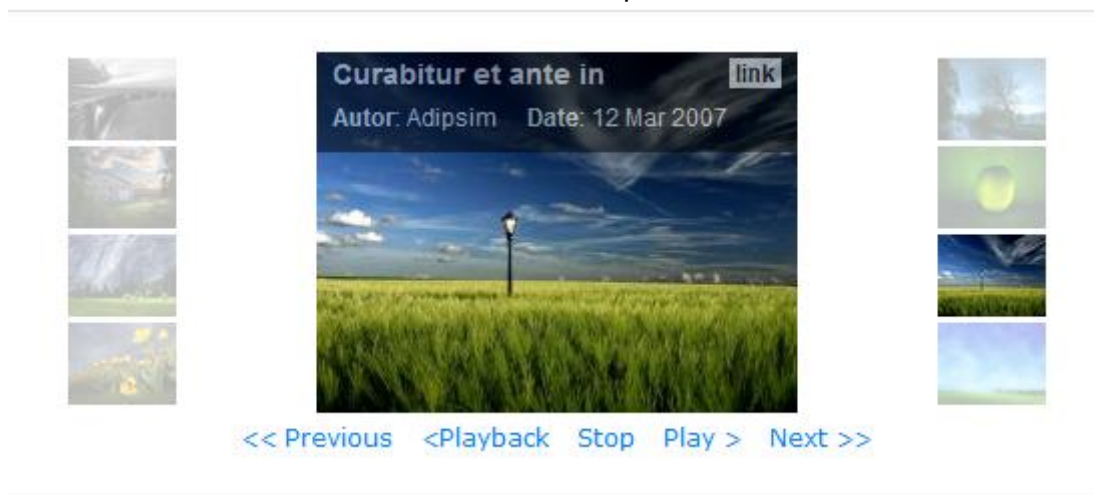 Curabitur et ante in link
Autor: Adipsim Date: 12 Mar 2007
<< Previous <Playback Stop Play > Next >>